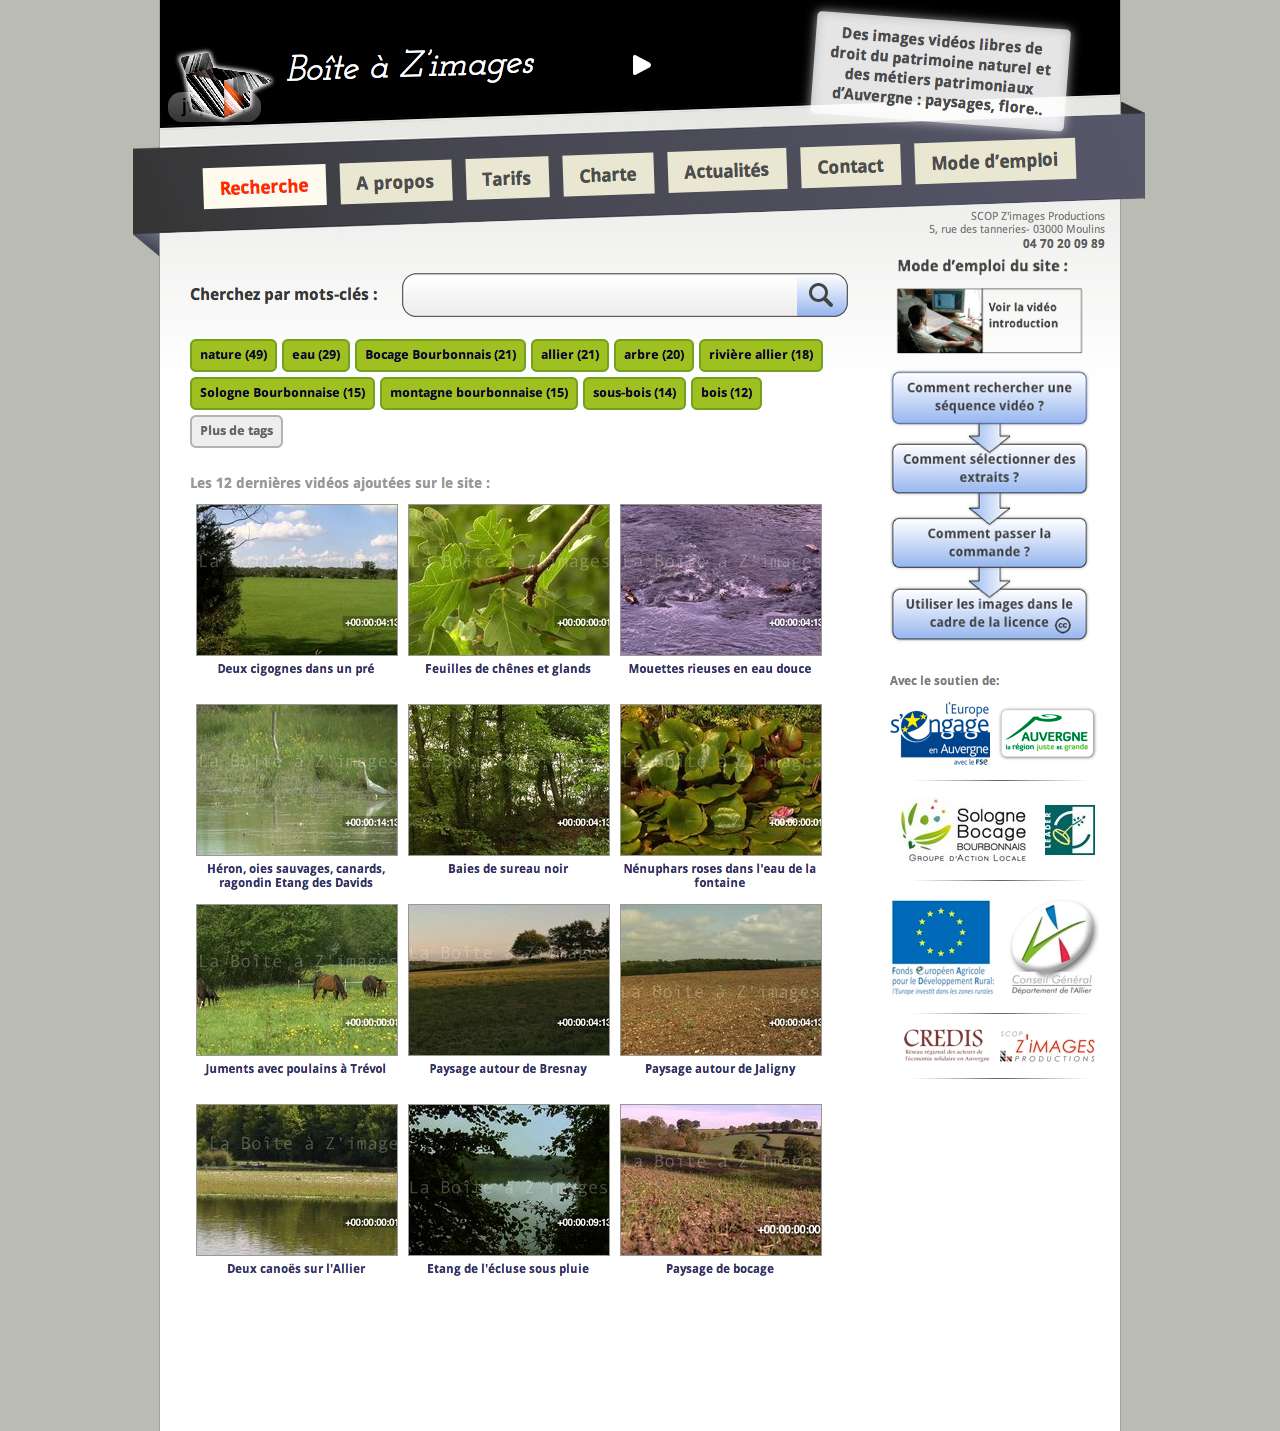 Boîte à Z'images
Des images vidéos libres de
droit du patrimoine naturel et
des métiers patrimoniaux
d'Auvergne : paysages, flore..
Recherche
A propos
Tarifs
Charte
Actualités
Contact
Mode d'emploi
SCOP Z'images Productions
5, rue des tanneries- 03000 Moulins
04 70 20 09 89
Cherchez par mots-clés :
nature (49)
eau (29)
Bocage Bourbonnais (21)
allier (21)
arbre (20)
rivière allier (18)
Sologne Bourbonnaise (15)
montagne bourbonnaise (15)
sous-bois (14)
bois (12)
Plus de tags
Les 12 dernières vidéos ajoutées sur le site :
La Boîte à Z'images
+00:00:04:13
Deux cigognes dans un pré
La Boîte à Z'images
+00:00:00:01
Feuilles de chênes et glands
La Boîte à Z'images
+00:00:04:13
Mouettes rieuses en eau douce
La Boîte à Z'images
+00:00:14:13
Héron, oies sauvages, canards,
ragondin Etang des Davids
La Boîte à Z'images
+00:00:04:13
Baies de sureau noir
La Boîte à Z'images
+00:00:00:01
Nénuphars roses dans l'eau de la
fontaine
La Boîte à Z'images
+00:00:00:01
Juments avec poulains à Trévol
La Boîte à Z'images
+00:00:04:13
Paysage autour de Bresnay
La Boîte à Z'images
+00:00:04:13
Paysage autour de Jaligny
La Boîte à Z'image
+00:00:00:01
Deux canoës sur l'Allier
La Boîte à Z'images
+00:00:09:13
Etang de l'écluse sous pluie
La Boîte à Z'images
+00:00:00:00
Paysage de bocage
Mode d'emploi du site :
Voir la vidéo
introduction
Comment rechercher une
séquence vidéo ?
Comment sélectionner des
extraits ?
Comment passer la
commande ?
Utiliser les images dans le
cadre de la licence cc
Avec le soutien de:
l'Europe
s'engage
en Auvergne
avec le FSE
AUVERGNE
la région juste et grande
Sologne
Bocage
BOURBONNAIS
GROUPE D'ACTION LOCALE
LEADER
Fonds européen Agricole
pour le Développement Rural:
l'Europe investit dans les zones rurales
Conseil Général
Département de l'Allier
CREDIS
Réseau régional des acteurs de
l'économie solidaire en Auvergne
SCOP
Z'IMAGES
PRODUCTIONS